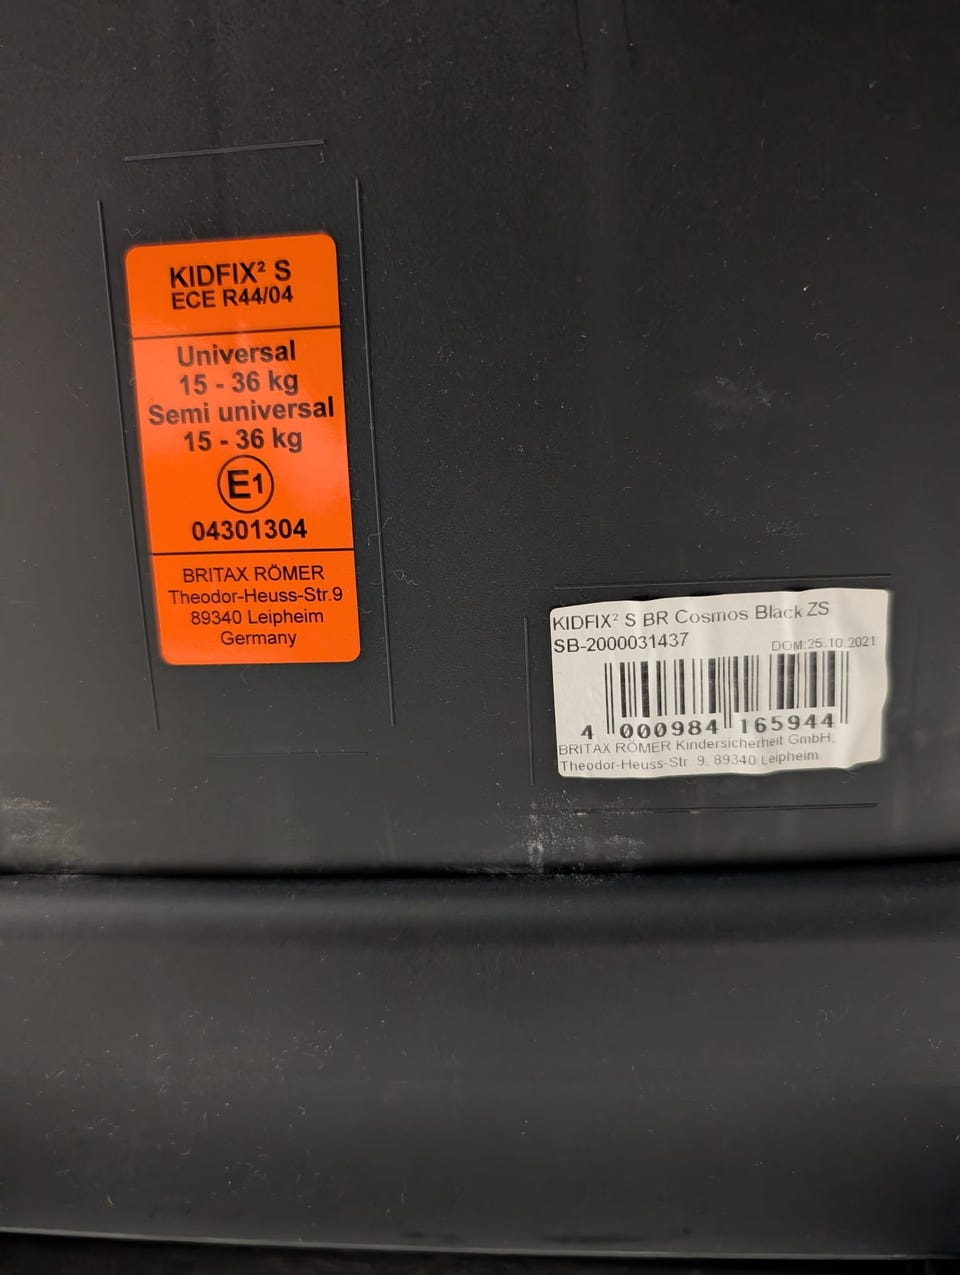 KIDFIX² S
ECE R44/04
Universal
15 - 36 kg
Semi universal
15 - 36 kg
E1
04301304
BRITAX RÖMER
Theodor-Heuss-Str.9
89340 Leipheim
Germany
KIDFIX² S BR Cosmos Black ZS
SB-2000031437
DOM:25.10.2021
4 000984 165944
BRITAX RÖMER Kindersicherheit GmbH,
Theodor-Heuss-Str. 9, 89340 Leipheim